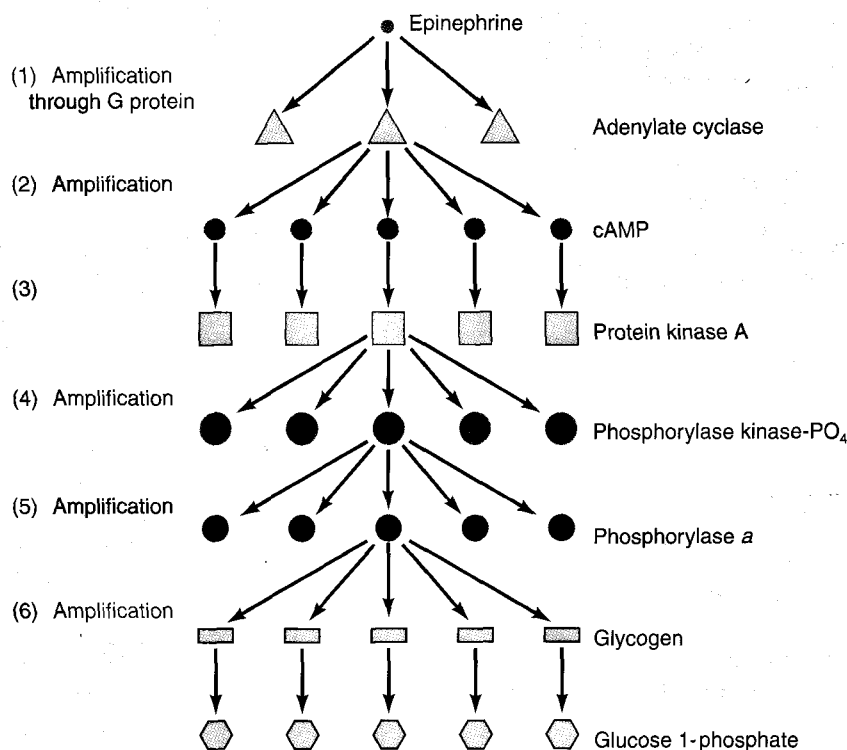 Epinephrine
(1) Amplification
through G protein
Adenylate cyclase
(2) Amplification
cAMP
(3)
Protein kinase A
(4) Amplification
Phosphorylase kinase-PO₄
(5) Amplification
Phosphorylase a
(6) Amplification
Glycogen
Glucose 1-phosphate